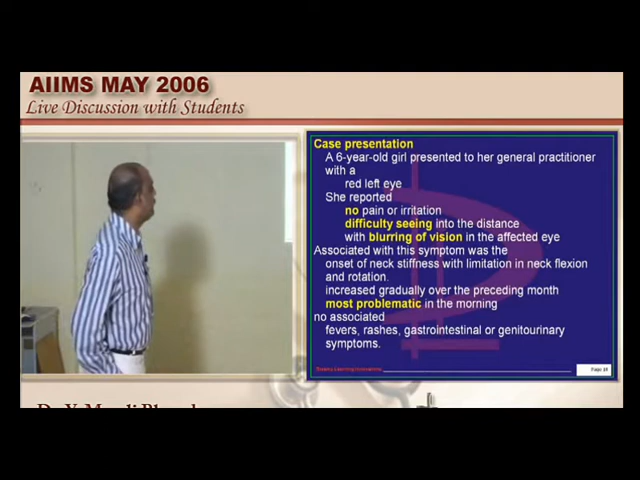 AIIMS MAY 2006
Live Discussion with Students
Case presentation
A 6-year-old girl presented to her general practitioner
with a
red left eye
She reported
no pain or irritation
difficulty seeing into the distance
with blurring of vision in the affected eye
Associated with this symptom was the
onset of neck stiffness with limitation in neck flexion
and rotation.
increased gradually over the preceding month
most problematic in the morning
no associated
fevers, rashes, gastrointestinal or genitourinary
symptoms.
Page